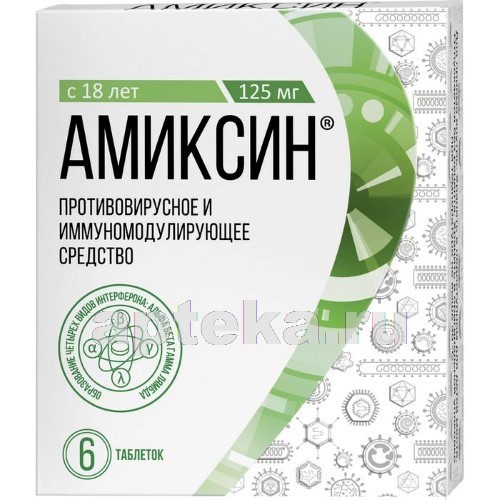 с 18 лет 125 мг
АМИКСИН®
ПРОТИВОВИРУСНОЕ И
ИММУНОМОДУЛИРУЮЩЕЕ
СРЕДСТВО
apteka.ru
ОБРАЗОВАНИЕ ЧЕТЫРЕХ ВИДОВ ИНТЕРФЕРОНА: АЛЬФА БЕТА ГАММА ЛЯМБДА
β
α γ
λ
6 ТАБЛЕТОК